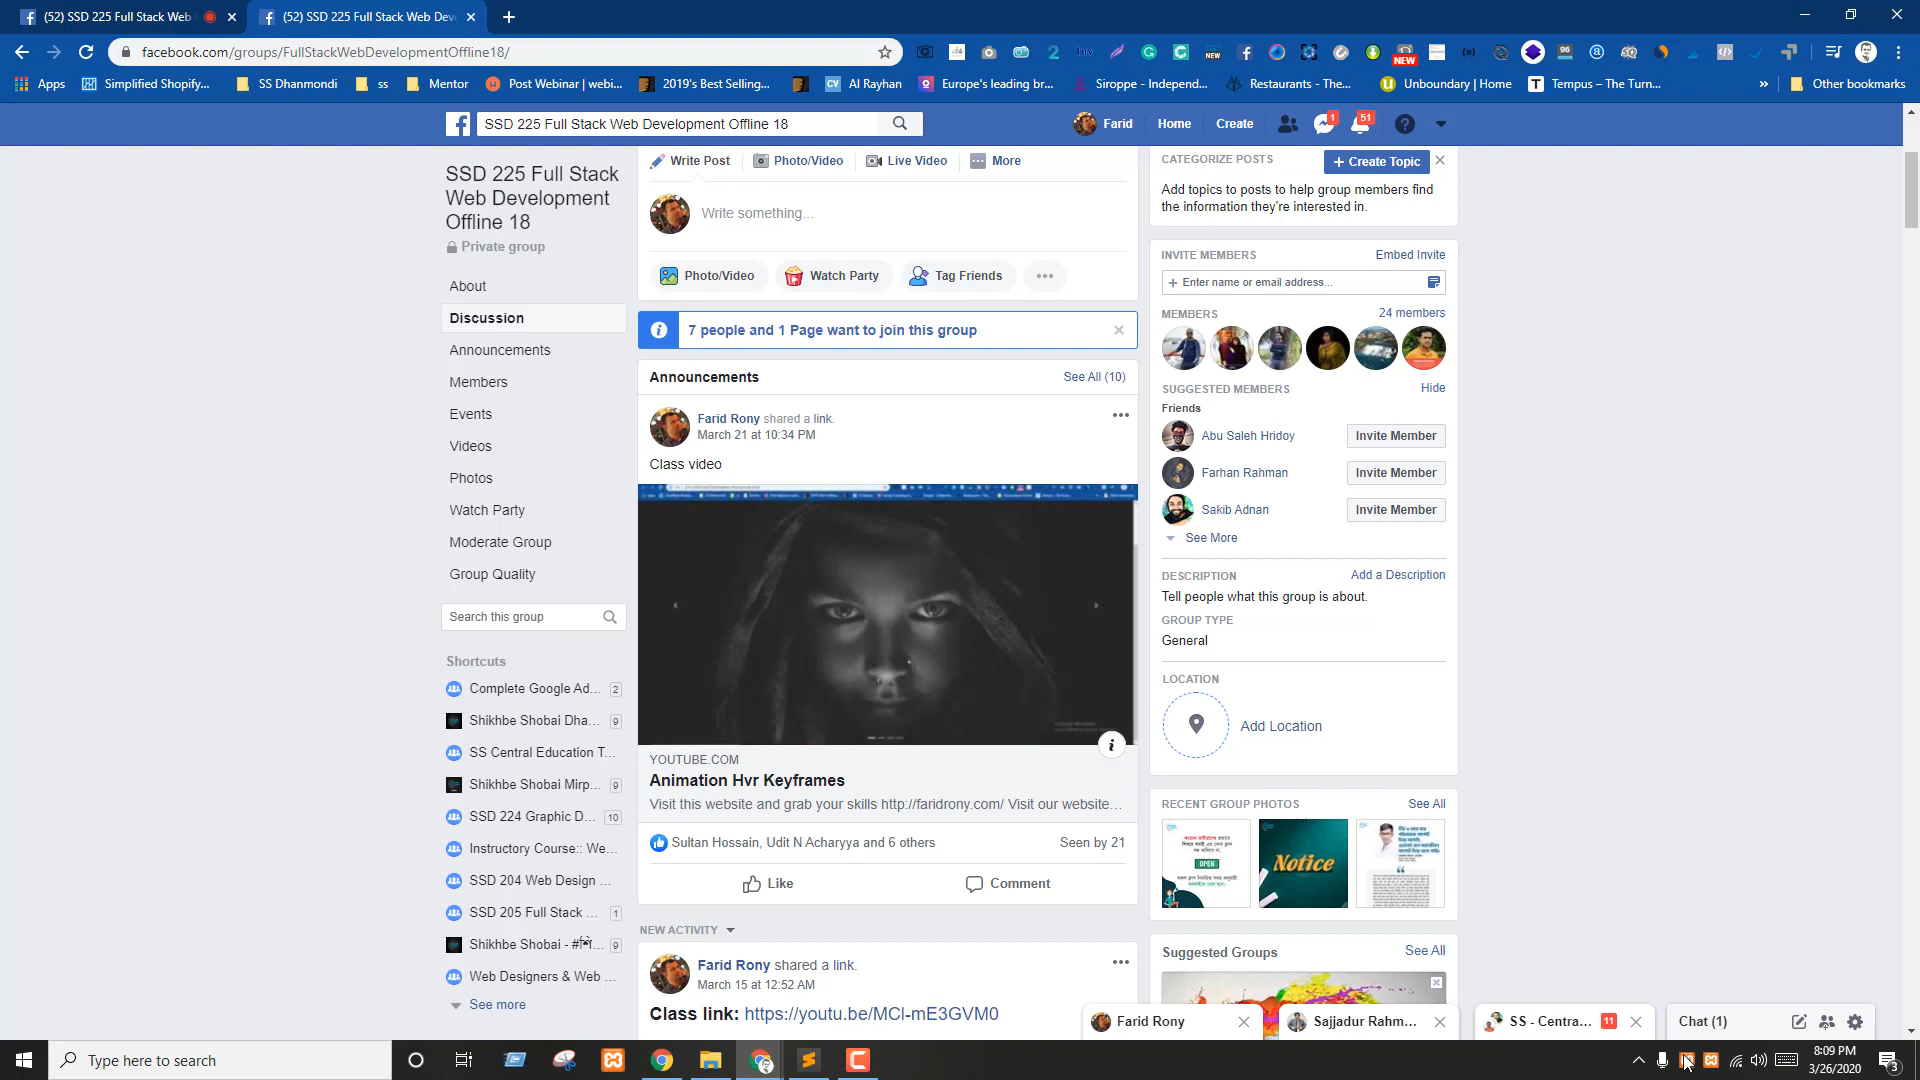 (52) SSD 225 Full Stack Web
(52) SSD 225 Full Stack Web Dev
facebook.com/groups/FullStackWebDevelopmentOffline18/
Apps
Simplified Shopify...
SS Dhanmondi
ss
Mentor
Post Webinar | webi...
2019's Best Selling...
CV
Al Rayhan
Europe's leading br...
Siroppe - Independ...
Restaurants - The...
Unboundary | Home
Tempus – The Turn...
»
Other bookmarks
SSD 225 Full Stack Web Development Offline 18
Farid
Home
Create
1
51
SSD 225 Full Stack
Web Development
Offline 18
Private group
About
Discussion
Announcements
Members
Events
Videos
Photos
Watch Party
Moderate Group
Group Quality
Search this group
Shortcuts
Complete Google Ad... 2
Shikhbe Shobai Dha... 9
SS Central Education T...
Shikhbe Shobai Mirp... 9
SSD 224 Graphic D... 10
Instructory Course:: We...
SSD 204 Web Design ...
SSD 205 Full Stack ... 1
Shikhbe Shobai - 9
Web Designers & Web ...
See more
Write Post
Photo/Video
Live Video
More
Write something...
Photo/Video
Watch Party
Tag Friends
7 people and 1 Page want to join this group
Announcements
See All (10)
Farid Rony shared a link.
March 21 at 10:34 PM
Class video
YOUTUBE.COM
Animation Hvr Keyframes
Visit this website and grab your skills http://faridrony.com/ Visit our website...
Sultan Hossain, Udit N Acharyya and 6 others
Seen by 21
Like
Comment
NEW ACTIVITY
Farid Rony shared a link.
March 15 at 12:52 AM
Class link: https://youtu.be/MCl-mE3GVM0
CATEGORIZE POSTS
+ Create Topic
Add topics to posts to help group members find
the information they're interested in.
INVITE MEMBERS
Embed Invite
+ Enter name or email address...
MEMBERS
24 members
SUGGESTED MEMBERS
Hide
Friends
Abu Saleh Hridoy
Invite Member
Farhan Rahman
Invite Member
Sakib Adnan
Invite Member
See More
DESCRIPTION
Add a Description
Tell people what this group is about.
GROUP TYPE
General
LOCATION
Add Location
RECENT GROUP PHOTOS
See All
OPEN
Notice
Suggested Groups
See All
Farid Rony
Sajjadur Rahm...
SS - Centra...
11
Chat (1)
Type here to search
8:09 PM
3/26/2020
3